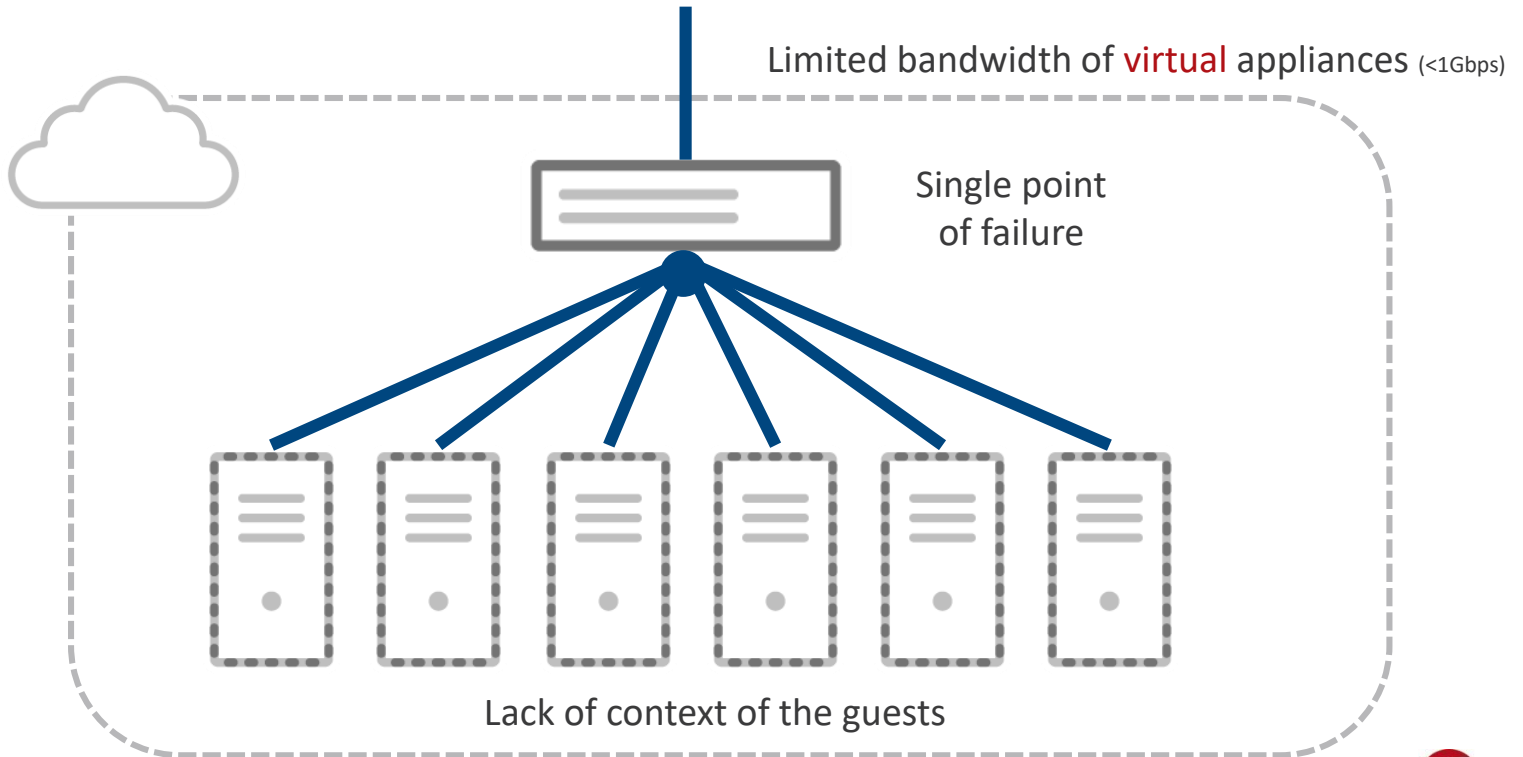 Limited bandwidth of virtual appliances (<1Gbps)
Single point
of failure
Lack of context of the guests